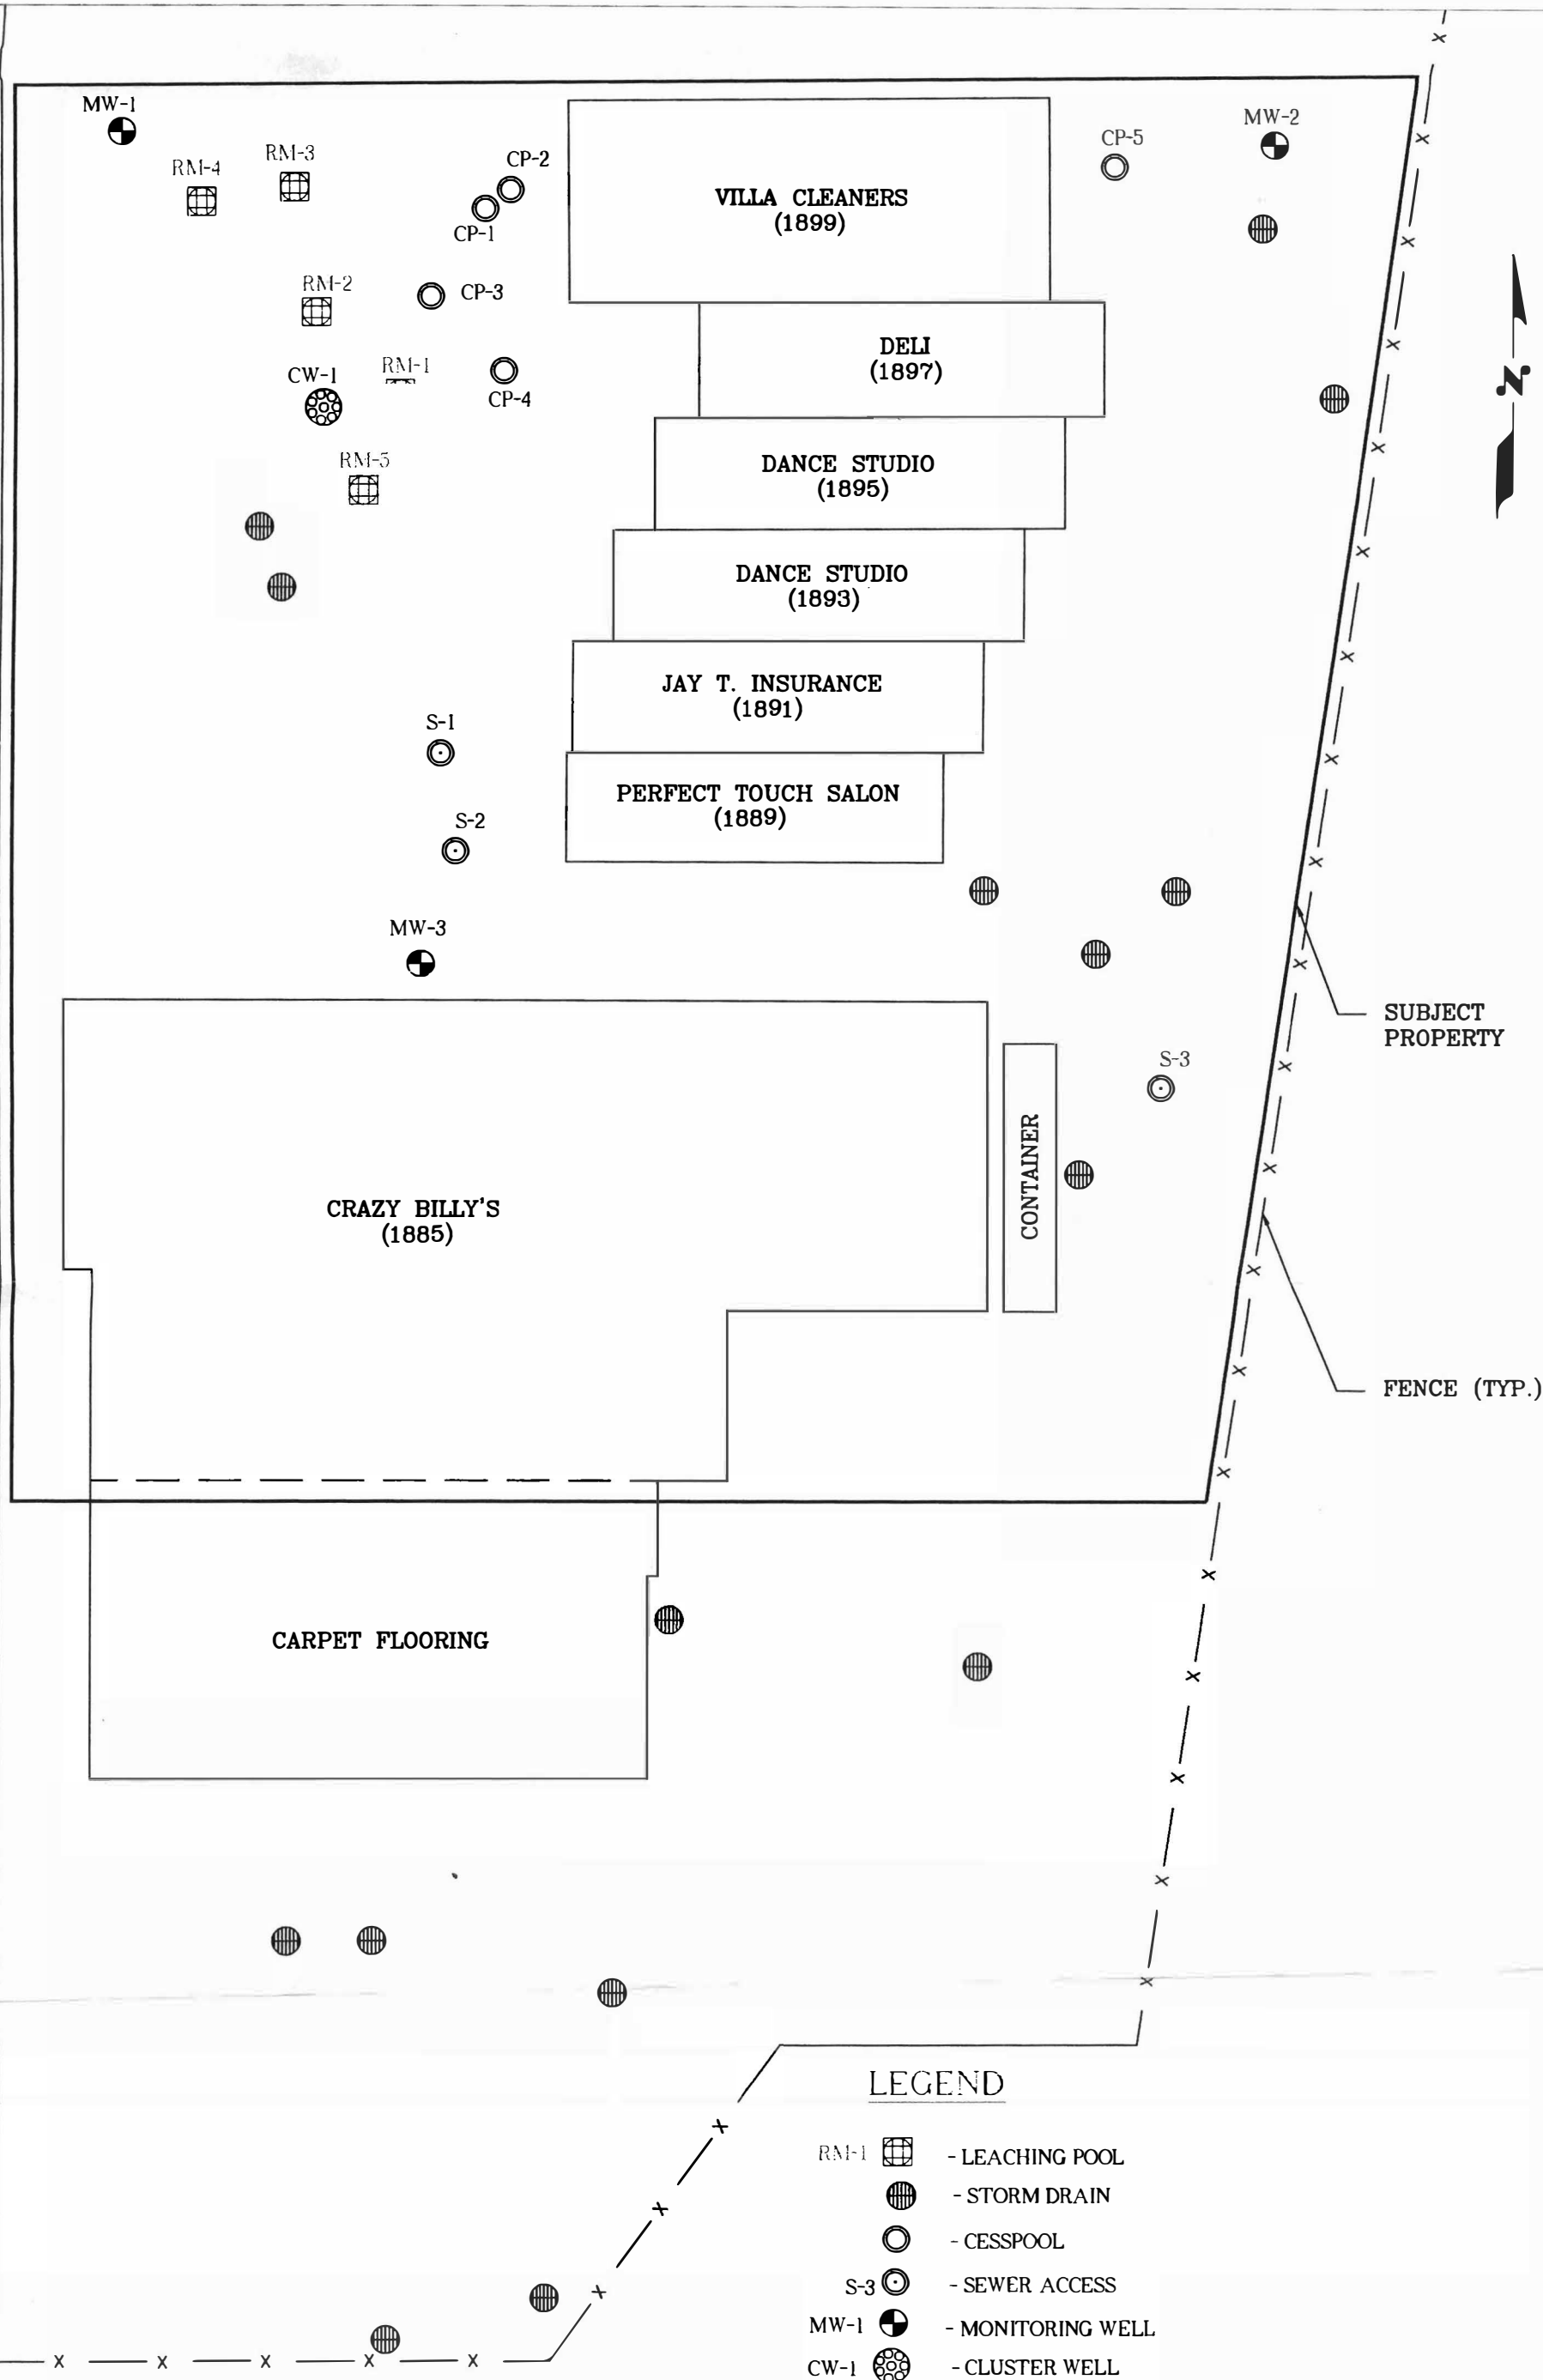 MW-1
MW-2
CP-5
RM-3
RM-4
CP-2
VILLA CLEANERS
(1899)
CP-1
RM-2
CP-3
DELI
(1897)
RM-1
CW-1
CP-4
N
RM-5
DANCE STUDIO
(1895)
DANCE STUDIO
(1893)
JAY T. INSURANCE
(1891)
S-1
PERFECT TOUCH SALON
(1889)
S-2
MW-3
SUBJECT
PROPERTY
S-3
CONTAINER
CRAZY BILLY'S
(1885)
FENCE (TYP.)
CARPET FLOORING
LEGEND
RM-1 - LEACHING POOL
- STORM DRAIN
- CESSPOOL
S-3 - SEWER ACCESS
MW-1 - MONITORING WELL
CW-1 - CLUSTER WELL